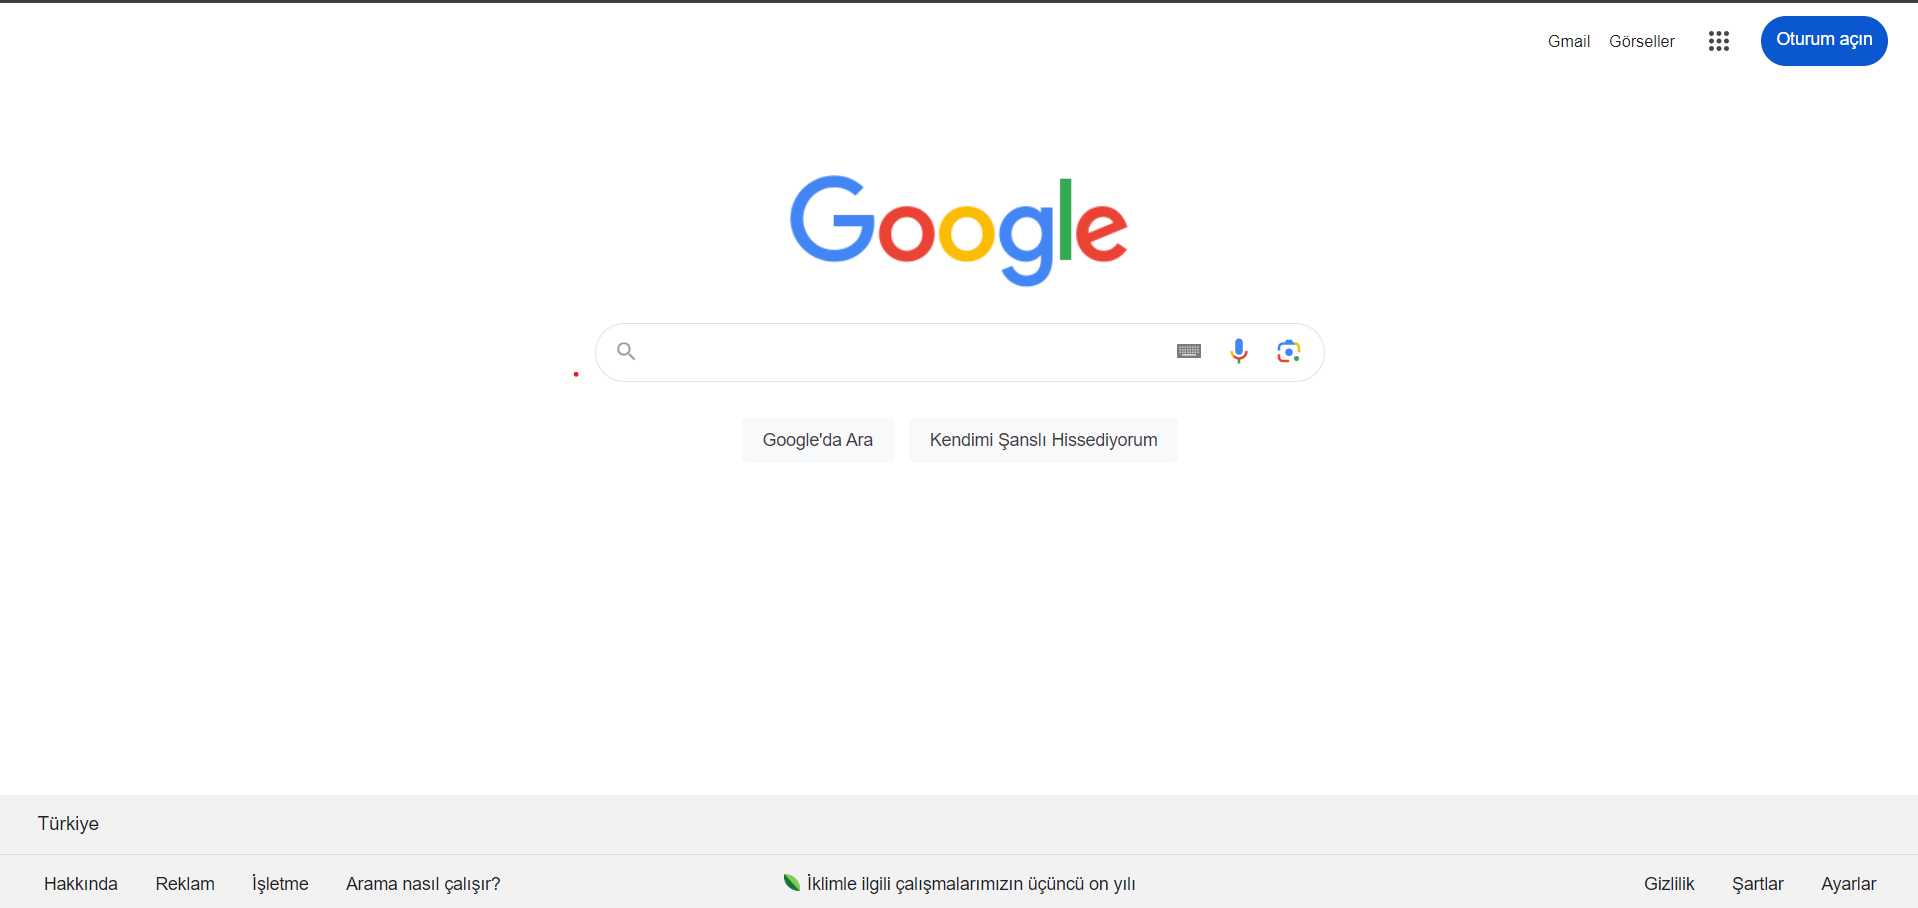 Gmail Görseller Oturum açın
Google
Google'da Ara Kendimi Şanslı Hissediyorum
Türkiye
Hakkında Reklam İşletme Arama nasıl çalışır? İklimle ilgili çalışmalarımızın üçüncü on yılı Gizlilik Şartlar Ayarlar